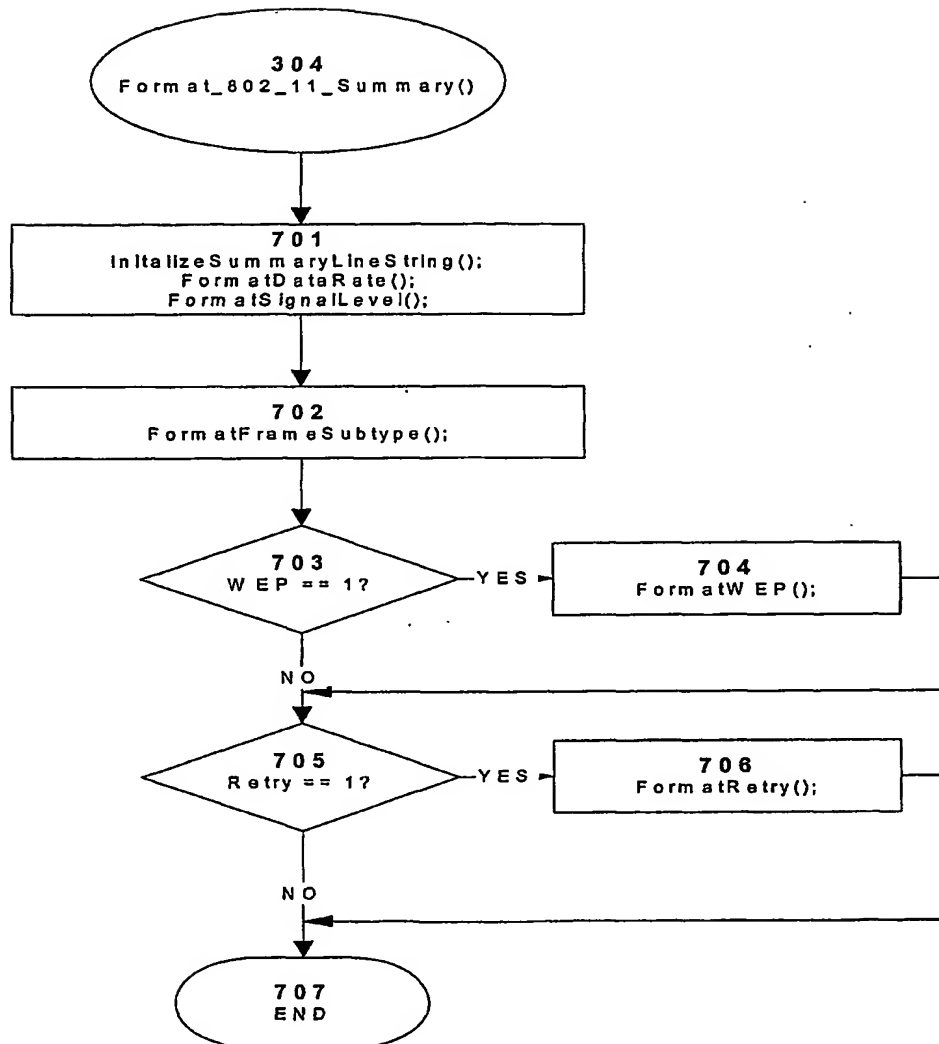 304
Format_802_11_Summary()
701
InitalizeSummaryLineString();
FormatDataRate();
FormatSignalLevel();
702
FormatFrameSubtype();
703
WEP == 1?
YES
704
FormatWEP();
NO
705
Retry == 1?
YES
706
FormatRetry();
NO
707
END